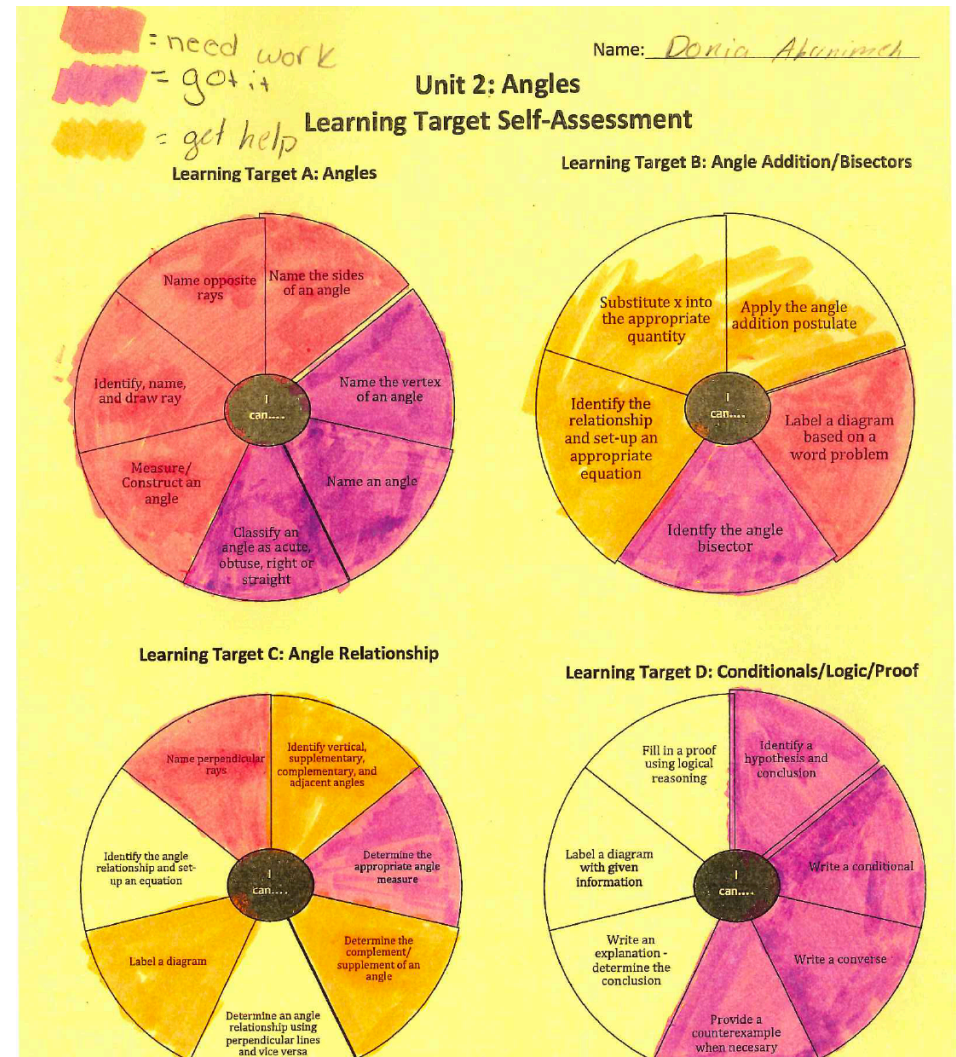 = need work
= got it
= get help
Name: Donia
Unit 2: Angles
Learning Target Self-Assessment
Learning Target A: Angles
Name opposite
rays
Name the sides
of an angle
Identify, name,
and draw ray
Name the vertex
of an angle
I
can....
Measure/
Construct an
angle
Name an angle
Classify an
angle as acute,
obtuse, right or
straight
Learning Target B: Angle Addition/Bisectors
Substitute x into
the appropriate
quantity
Apply the angle
addition postulate
Identify the
relationship
and set-up an
appropriate
equation
I
can....
Label a diagram
based on a
word problem
Identfy the angle
bisector
Learning Target C: Angle Relationship
Name perpendicular
rays
Identify vertical,
supplementary,
complementary, and
adjacent angles
Identify the angle
relationship and set-
up an equation
I
can....
Determine the
appropriate angle
measure
Label a diagram
Determine the
complement/
supplement of an
angle
Determine an angle
relationship using
perpendicular lines
and vice versa
Learning Target D: Conditionals/Logic/Proof
Fill in a proof
using logical
reasoning
Identify a
hypothesis and
conclusion
Label a diagram
with given
information
I
can....
Write a conditional
Write an
explanation -
determine the
conclusion
Write a converse
Provide a
counterexample
when necesary